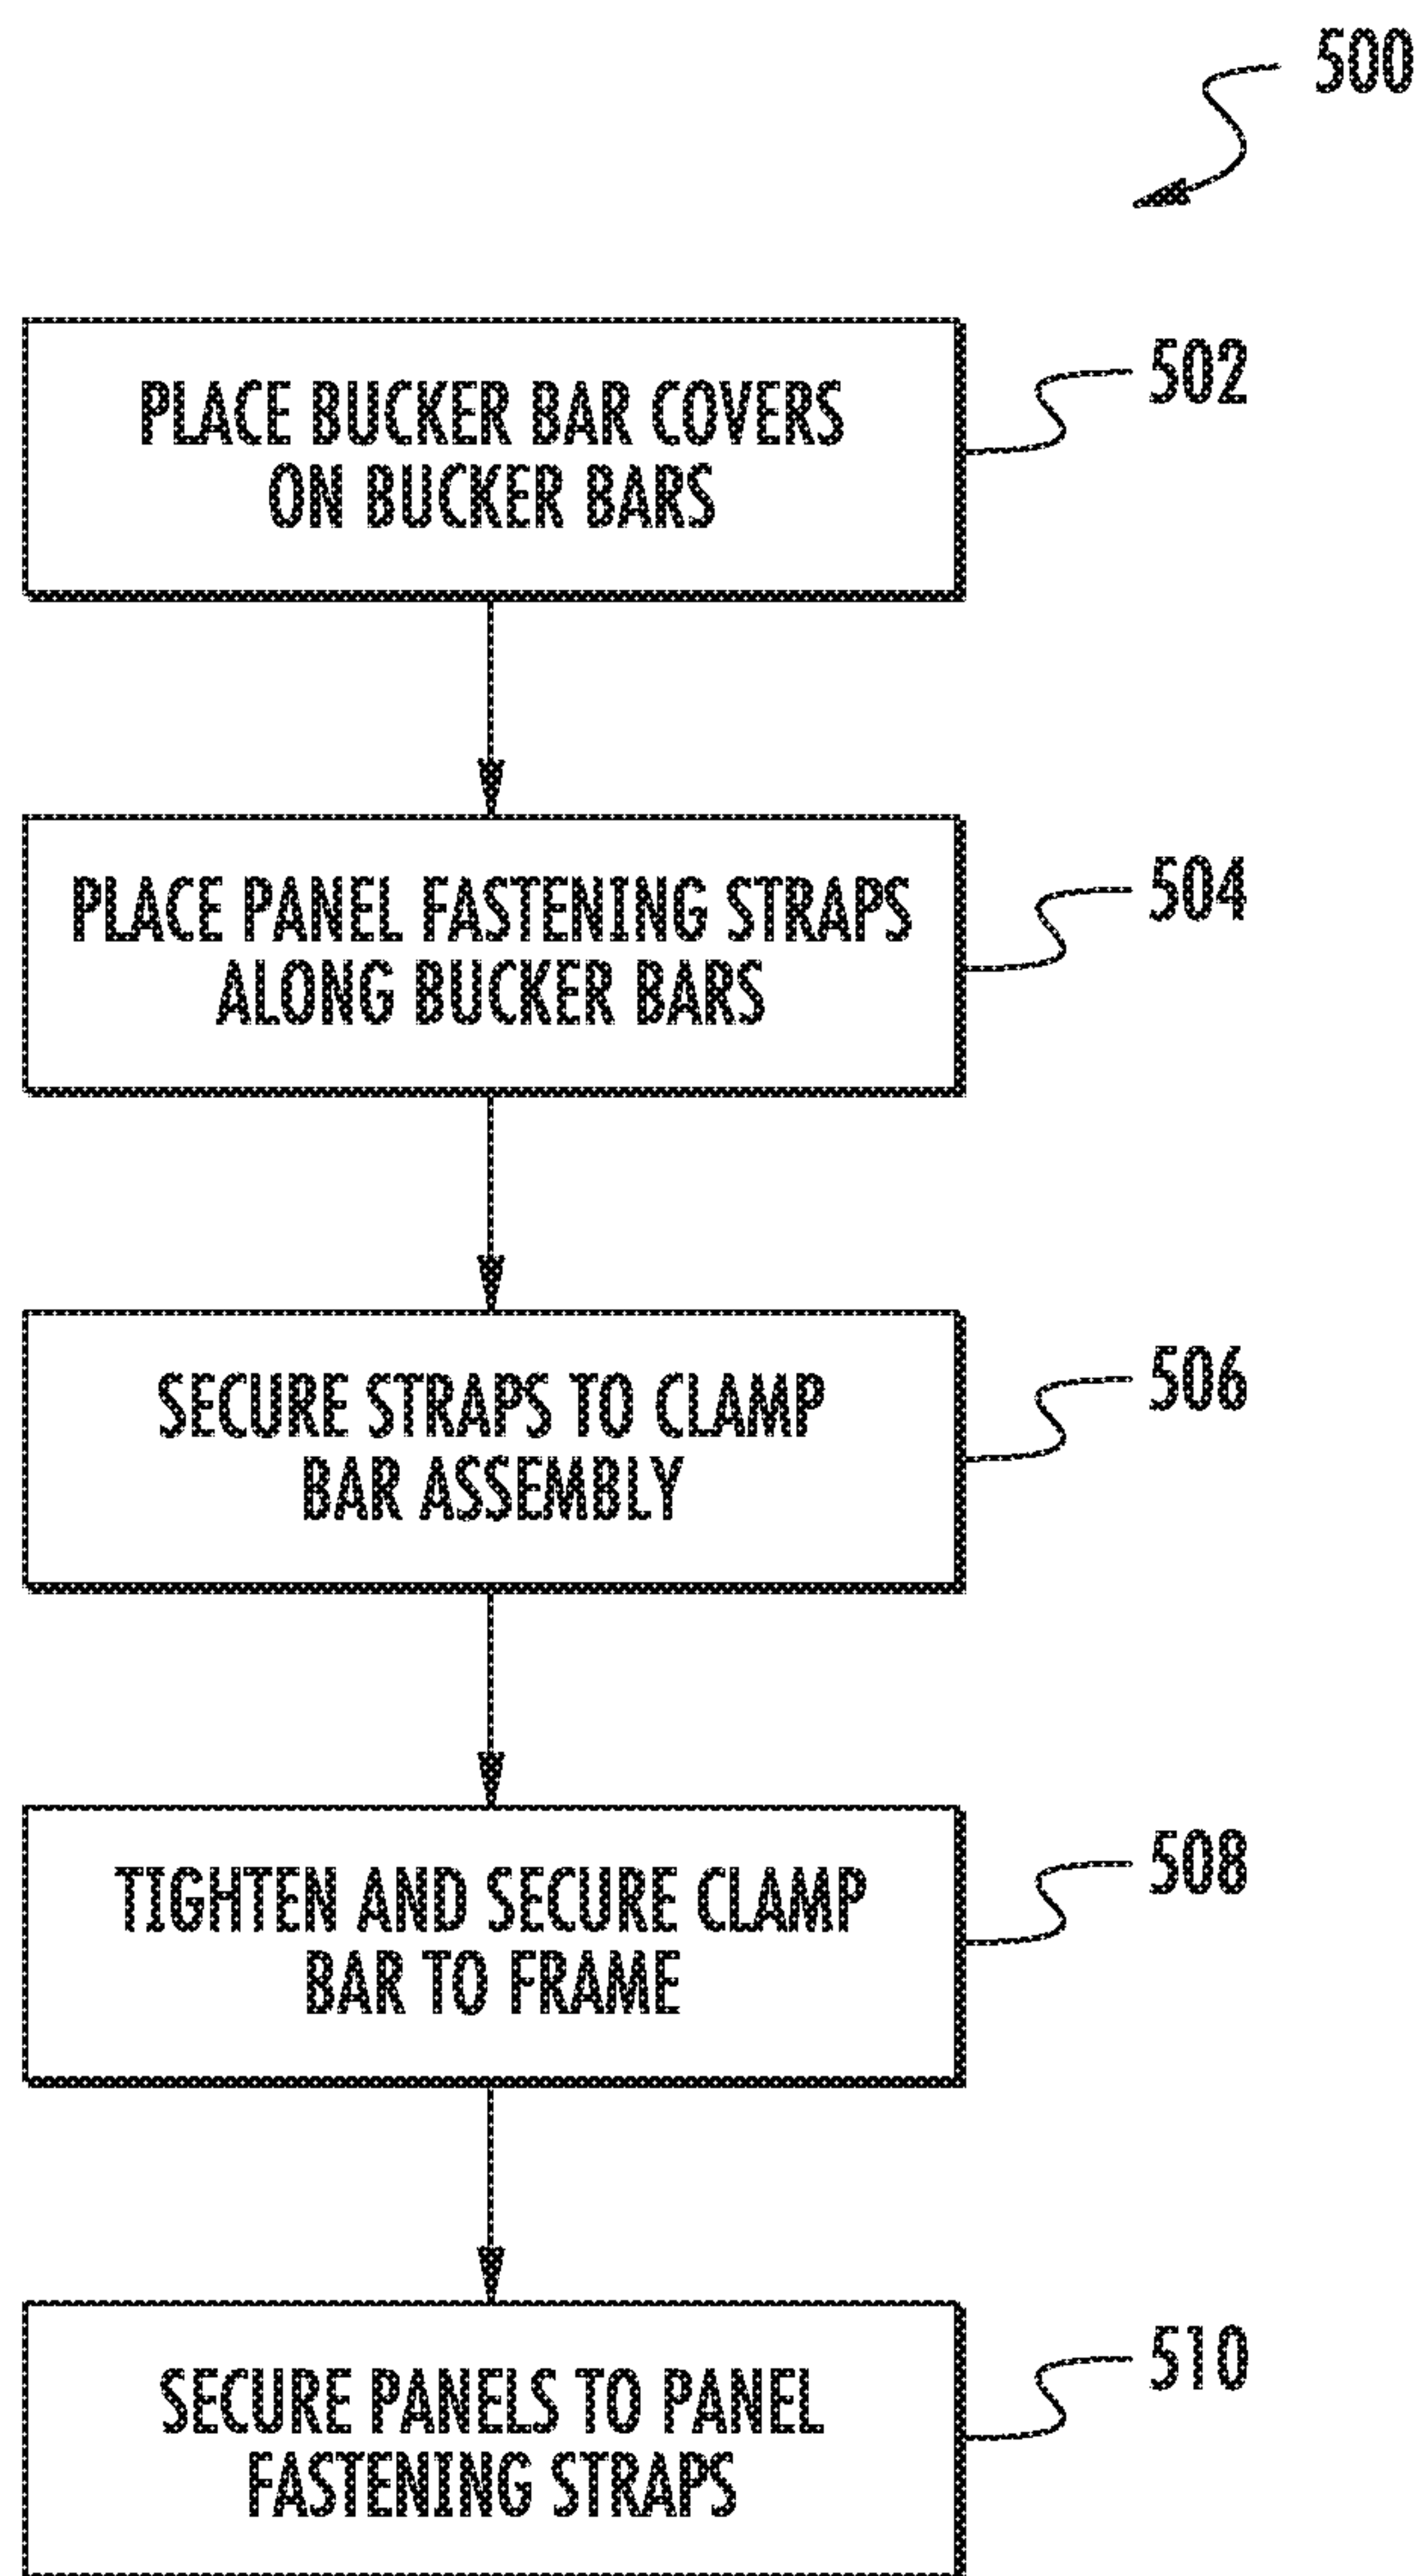 500
PLACE BUCKER BAR COVERS
ON BUCKER BARS
502
PLACE PANEL FASTENING STRAPS
ALONG BUCKER BARS
504
SECURE STRAPS TO CLAMP
BAR ASSEMBLY
506
TIGHTEN AND SECURE CLAMP
BAR TO FRAME
508
SECURE PANELS TO PANEL
FASTENING STRAPS
510